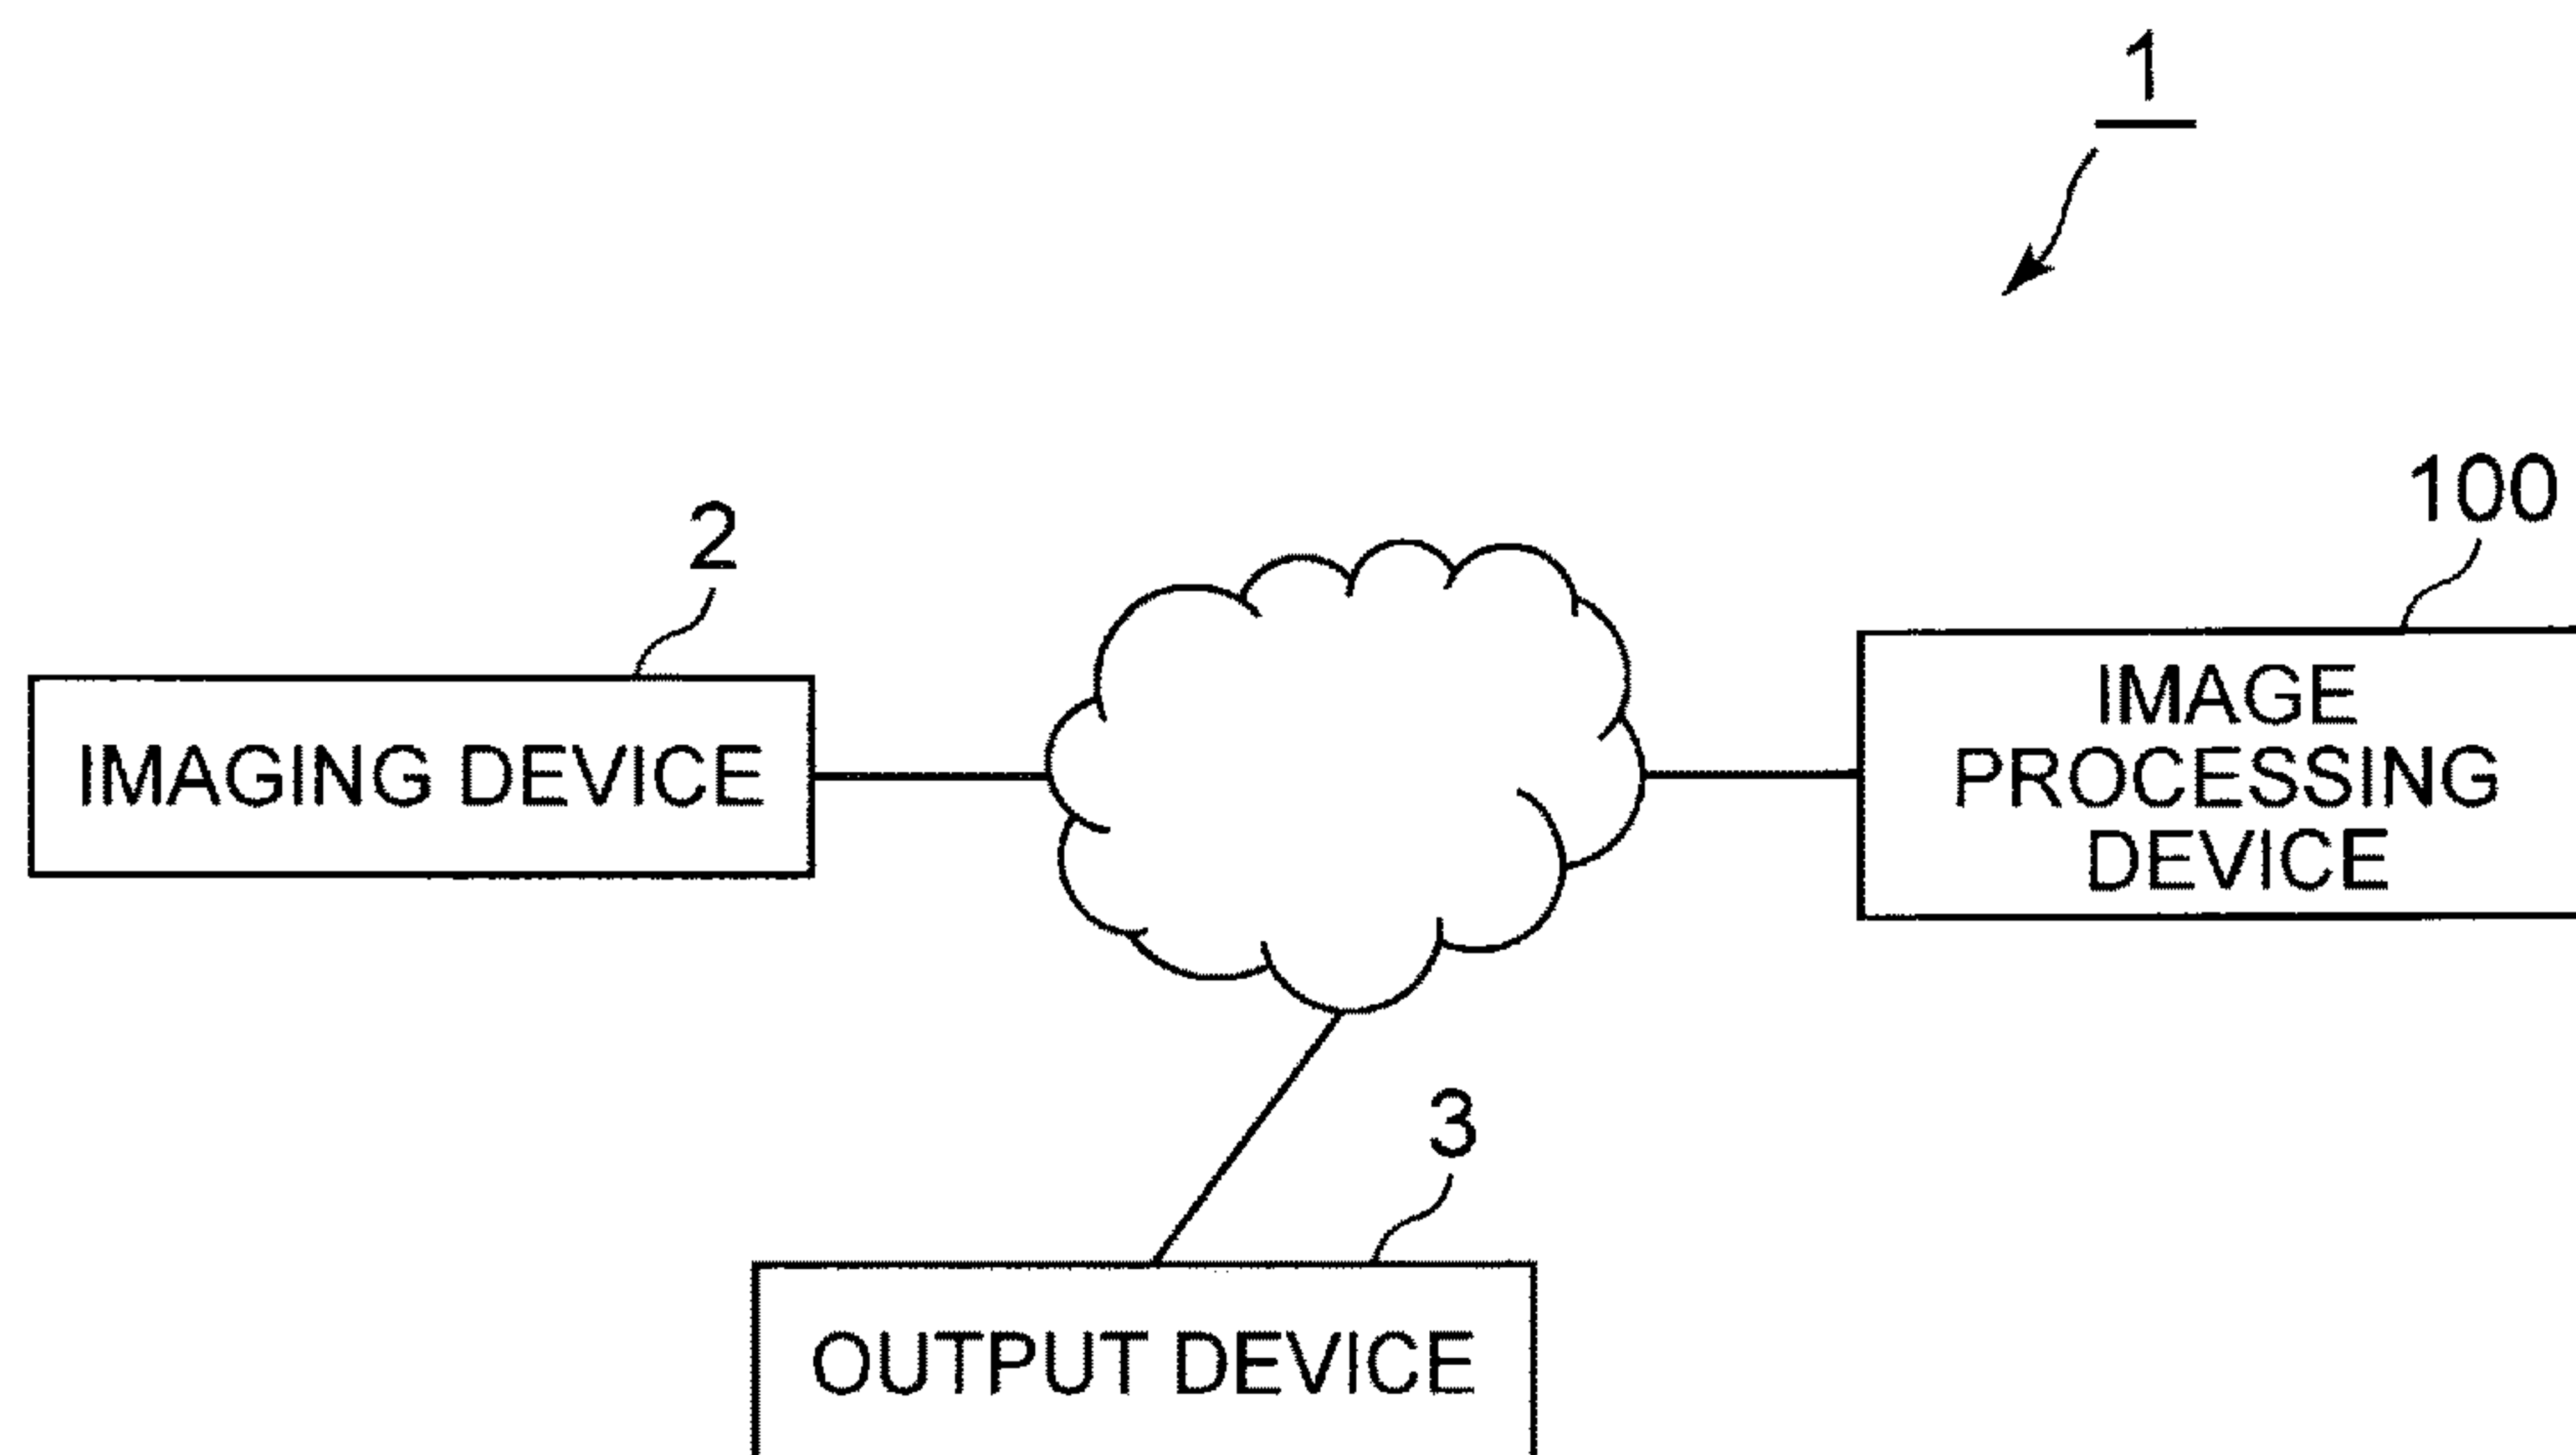 1
2
100
IMAGING DEVICE
IMAGE
PROCESSING
DEVICE
3
OUTPUT DEVICE